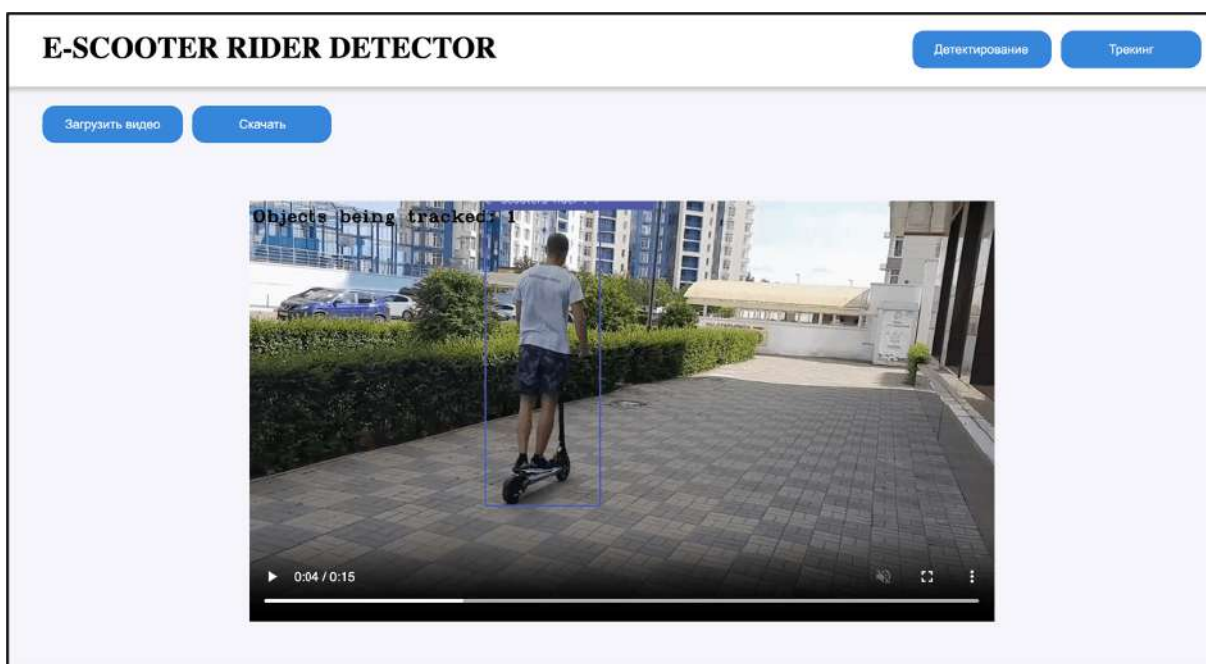 E-SCOOTER RIDER DETECTOR
Детектирование
Трекинг
Загрузить видео
Скачать
Objects being tracked: 1
0:04 / 0:15